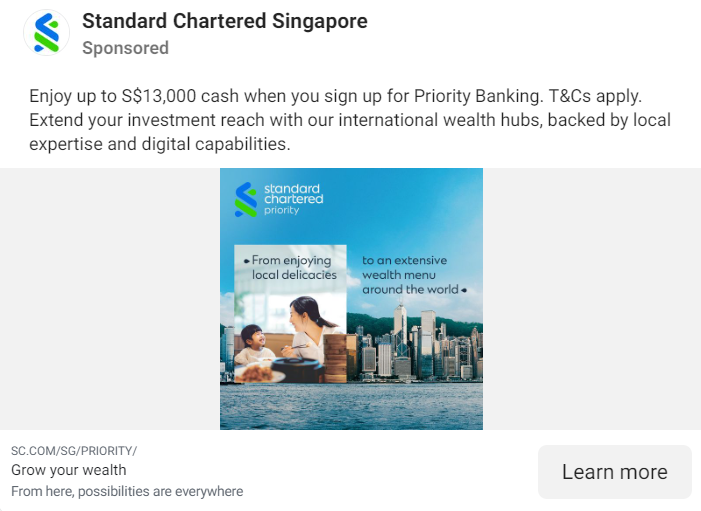 Standard Chartered Singapore
Sponsored
Enjoy up to S$13,000 cash when you sign up for Priority Banking. T&Cs apply.
Extend your investment reach with our international wealth hubs, backed by local
expertise and digital capabilities.
standard
chartered
priority
From enjoying
local delicacies
to an extensive
wealth menu
around the world
SC.COM/SG/PRIORITY/
Grow your wealth
From here, possibilities are everywhere
Learn more